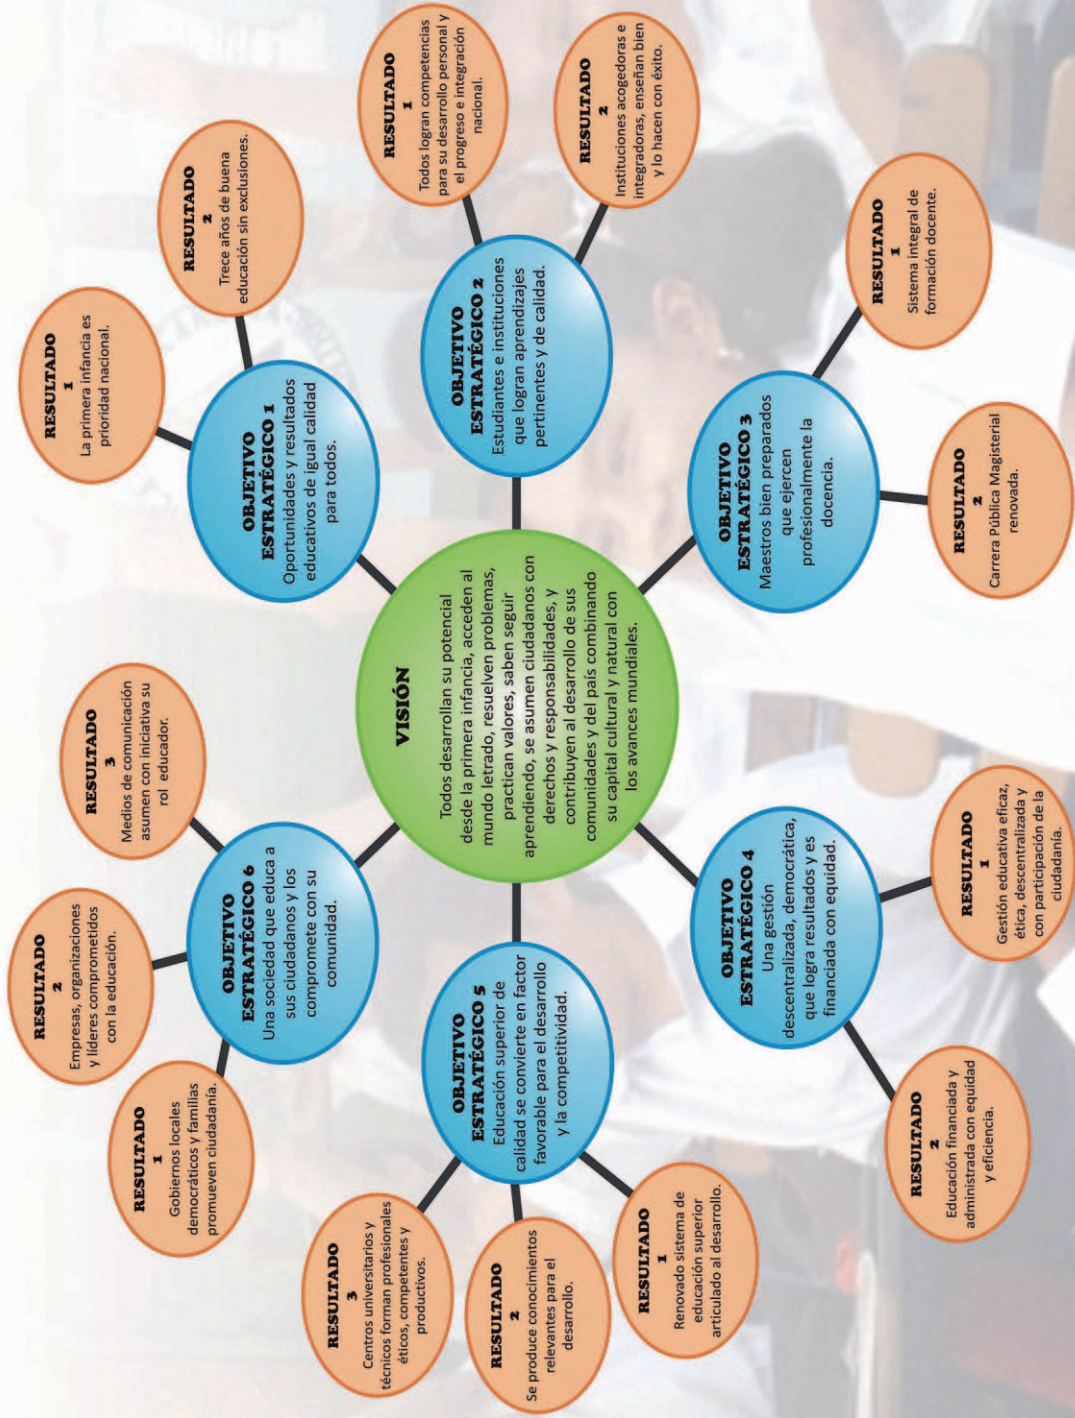 VISIÓN
Todos desarrollan su potencial
desde la primera infancia, acceden al
mundo letrado, resuelven problemas,
practican valores, saben seguir
aprendiendo, se asumen ciudadanos con
derechos y responsabilidades, y
contribuyen al desarrollo de sus
comunidades y del país combinando
su capital cultural y natural con
los avances mundiales.
OBJETIVO
ESTRATÉGICO 1
Oportunidades y resultados
educativos de igual calidad
para todos.
RESULTADO
1
La primera infancia es
prioridad nacional.
RESULTADO
2
Trece años de buena
educación sin exclusiones.
OBJETIVO
ESTRATÉGICO 2
Estudiantes e instituciones
que logran aprendizajes
pertinentes y de calidad.
RESULTADO
1
Todos logran competencias
para su desarrollo personal y
el progreso e integración
nacional.
RESULTADO
2
Instituciones acogedoras e
integradoras, enseñan bien
y lo hacen con éxito.
OBJETIVO
ESTRATÉGICO 3
Maestros bien preparados
que ejercen
profesionalmente la
docencia.
RESULTADO
1
Sistema integral de
formación docente.
RESULTADO
2
Carrera Pública Magisterial
renovada.
OBJETIVO
ESTRATÉGICO 4
Una gestión
descentralizada, democrática,
que logra resultados y es
financiada con equidad.
RESULTADO
1
Gestión educativa eficaz,
ética, descentralizada y
con participación de la
ciudadanía.
RESULTADO
2
Educación financiada y
administrada con equidad
y eficiencia.
OBJETIVO
ESTRATÉGICO 5
Educación superior de
calidad se convierte en factor
favorable para el desarrollo
y la competitividad.
RESULTADO
1
Renovado sistema de
educación superior
articulado al desarrollo.
RESULTADO
2
Se produce conocimientos
relevantes para el
desarrollo.
RESULTADO
3
Centros universitarios y
técnicos forman profesionales
éticos, competentes y
productivos.
OBJETIVO
ESTRATÉGICO 6
Una sociedad que educa a
sus ciudadanos y los
compromete con su
comunidad.
RESULTADO
1
Gobiernos locales
democráticos y familias
promueven ciudadanía.
RESULTADO
2
Empresas, organizaciones
y líderes comprometidos
con la educación.
RESULTADO
3
Medios de comunicación
asumen con iniciativa su
rol educador.